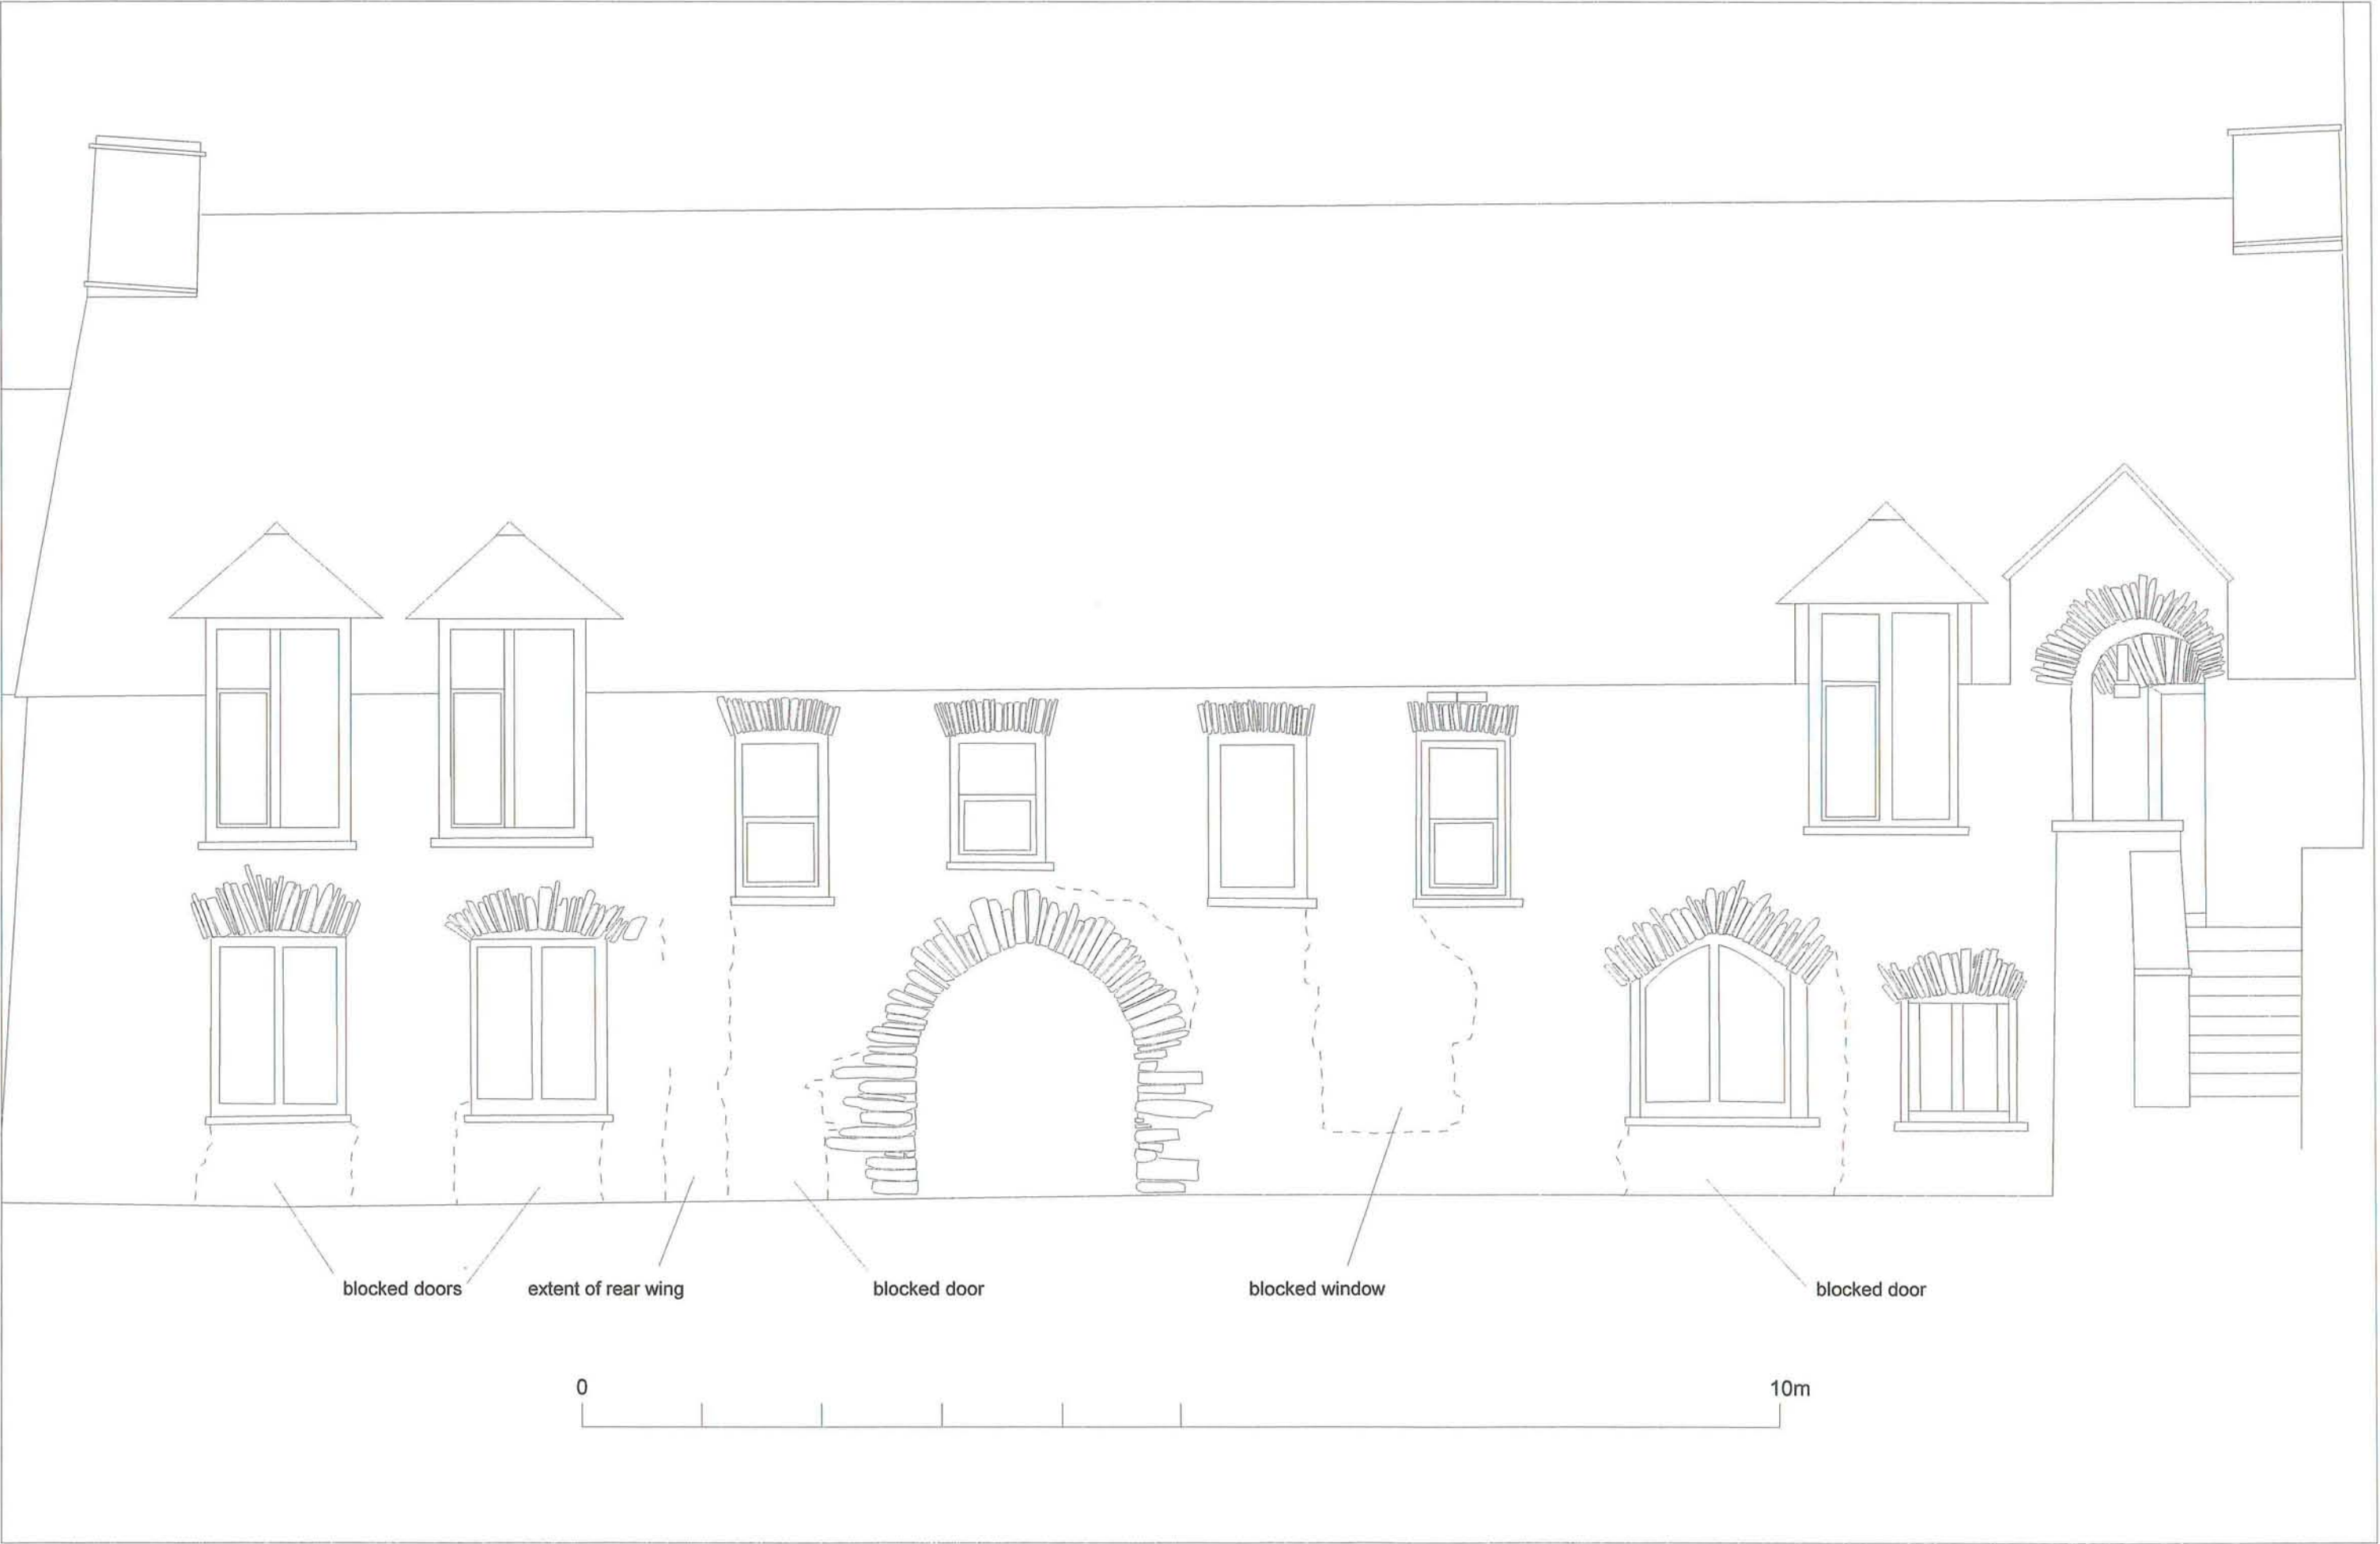 blocked doors
extent of rear wing
blocked door
blocked window
blocked door
0
10m